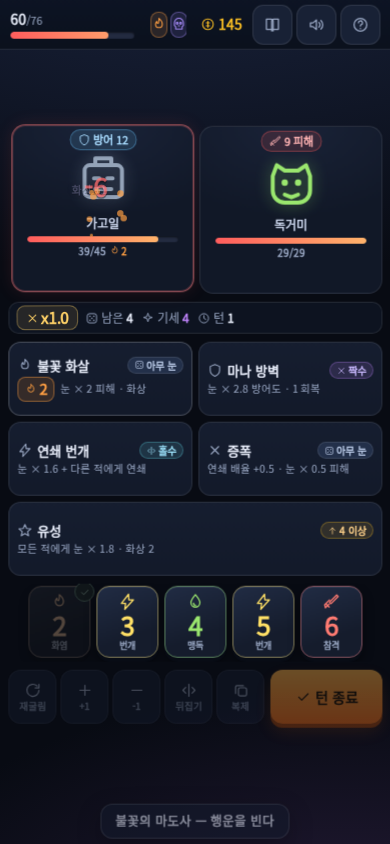 60/76 145
방어 12
9 피해
6
가고일
독거미
39/45 2
29/29
x1.0 남은 4 기세 4 턴 1
불꽃 화살 아무 눈
2 눈 × 2 피해 · 화상
마나 방벽 짝수
눈 × 2.8 방어도 · 1 회복
연쇄 번개 홀수
눈 × 1.6 + 다른 적에게 연쇄
증폭 아무 눈
연쇄 배율 +0.5 · 눈 × 0.5 피해
유성 4 이상
모든 적에게 눈 × 1.8 · 화상 2
2 3 4 5 6
화염 번개 맹독 번개 참격
재굴림 +1 -1 뒤집기 복제
턴 종료
불꽃의 마도사 — 행운을 빈다